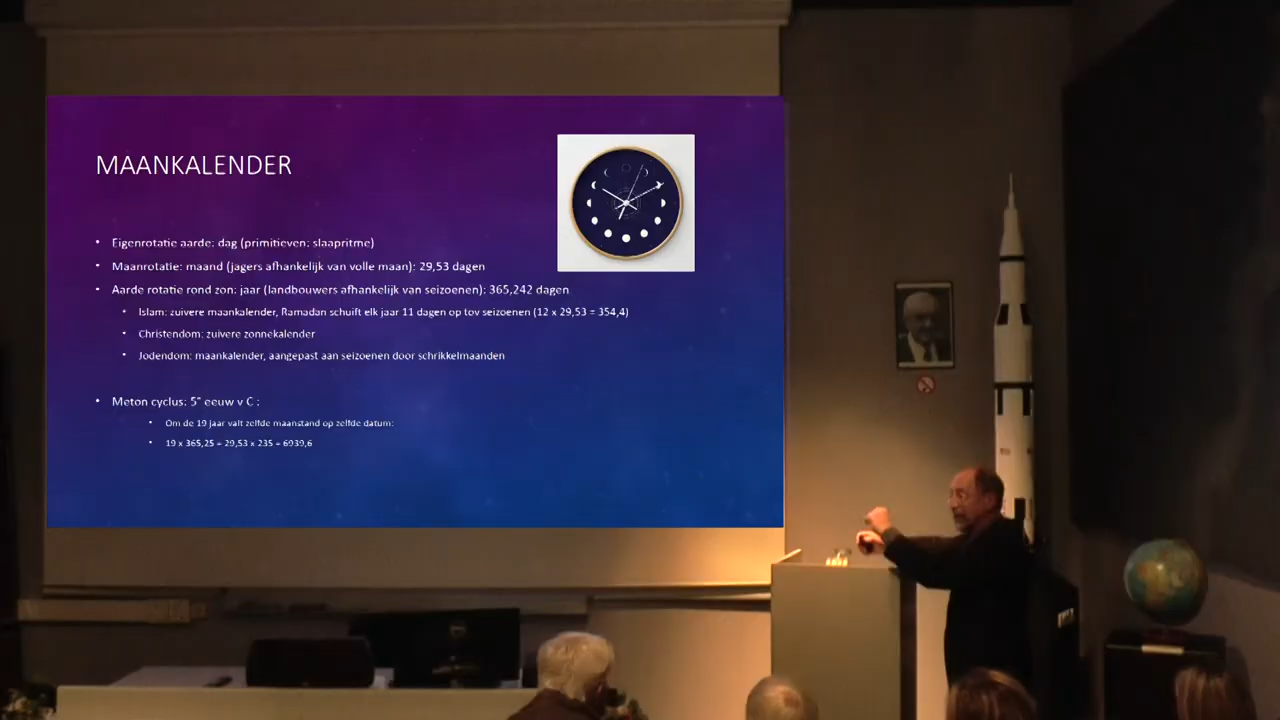 MAANKALENDER
• Eigenrotatie aarde: dag (primitieven: slaapritme)
• Maanrotatie: maand (jagers afhankelijk van volle maan): 29,53 dagen
• Aarde rotatie rond zon: jaar (landbouwers afhankelijk van seizoenen): 365,242 dagen
• Islam: zuivere maankalender, Ramadan schuift elk jaar 11 dagen op tov seizoenen (12 x 29,53 = 354,4)
• Christendom: zuivere zonnekalender
• Jodendom: maankalender, aangepast aan seizoenen door schrikkelmaanden
• Meton cyclus: 5° eeuw v C :
• Om de 19 jaar valt zelfde maanstand op zelfde datum:
• 19 x 365,25 = 29,53 x 235 = 6939,6